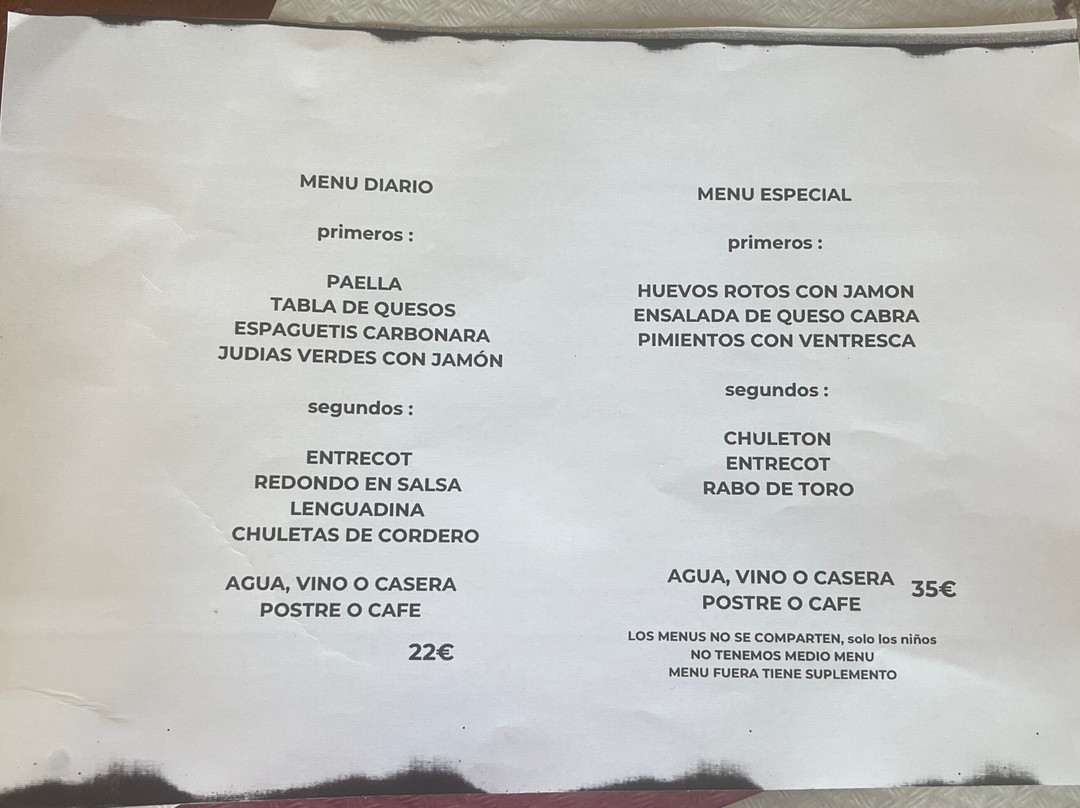 MENU DIARIO
primeros :
PAELLA
TABLA DE QUESOS
ESPAGUETIS CARBONARA
JUDIAS VERDES CON JAMÓN
segundos :
ENTRECOT
REDONDO EN SALSA
LENGUADINA
CHULETAS DE CORDERO
AGUA, VINO O CASERA
POSTRE O CAFE
22€
MENU ESPECIAL
primeros :
HUEVOS ROTOS CON JAMON
ENSALADA DE QUESO CABRA
PIMIENTOS CON VENTRESCA
segundos :
CHULETON
ENTRECOT
RABO DE TORO
AGUA, VINO O CASERA 35€
POSTRE O CAFE
LOS MENUS NO SE COMPARTEN, solo los niños
NO TENEMOS MEDIO MENU
MENU FUERA TIENE SUPLEMENTO